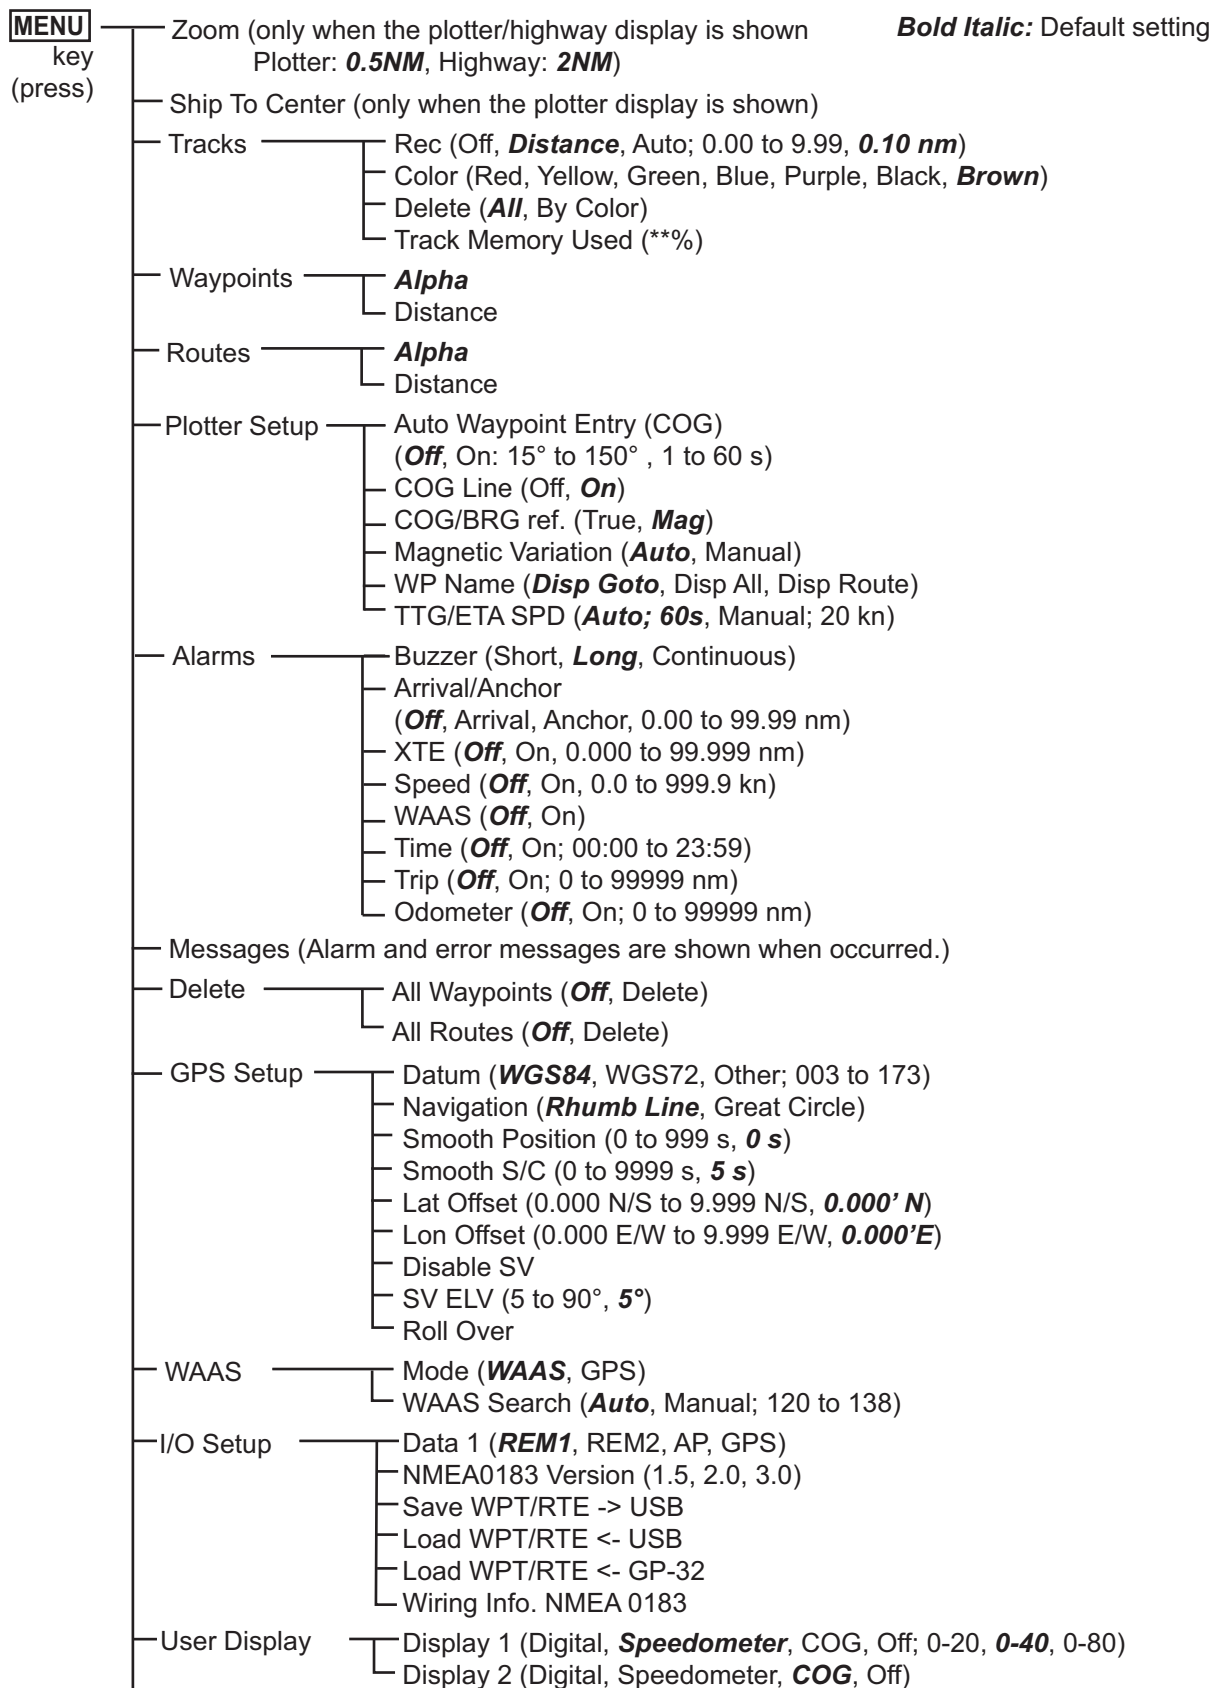 MENU
key
(press)
Zoom (only when the plotter/highway display is shown
Plotter: 0.5NM, Highway: 2NM)
Bold Italic: Default setting
Ship To Center (only when the plotter display is shown)
Tracks
Rec (Off, Distance, Auto; 0.00 to 9.99, 0.10 nm)
Color (Red, Yellow, Green, Blue, Purple, Black, Brown)
Delete (All, By Color)
Track Memory Used (**%)
Waypoints
Alpha
Distance
Routes
Alpha
Distance
Plotter Setup
Auto Waypoint Entry (COG)
(Off, On: 15° to 150° , 1 to 60 s)
COG Line (Off, On)
COG/BRG ref. (True, Mag)
Magnetic Variation (Auto, Manual)
WP Name (Disp Goto, Disp All, Disp Route)
TTG/ETA SPD (Auto; 60s, Manual; 20 kn)
Alarms
Buzzer (Short, Long, Continuous)
Arrival/Anchor
(Off, Arrival, Anchor, 0.00 to 99.99 nm)
XTE (Off, On, 0.000 to 99.999 nm)
Speed (Off, On, 0.0 to 999.9 kn)
WAAS (Off, On)
Time (Off, On; 00:00 to 23:59)
Trip (Off, On; 0 to 99999 nm)
Odometer (Off, On; 0 to 99999 nm)
Messages (Alarm and error messages are shown when occurred.)
Delete
All Waypoints (Off, Delete)
All Routes (Off, Delete)
GPS Setup
Datum (WGS84, WGS72, Other; 003 to 173)
Navigation (Rhumb Line, Great Circle)
Smooth Position (0 to 999 s, 0 s)
Smooth S/C (0 to 9999 s, 5 s)
Lat Offset (0.000 N/S to 9.999 N/S, 0.000’ N)
Lon Offset (0.000 E/W to 9.999 E/W, 0.000’E)
Disable SV
SV ELV (5 to 90°, 5°)
Roll Over
WAAS
Mode (WAAS, GPS)
WAAS Search (Auto, Manual; 120 to 138)
I/O Setup
Data 1 (REM1, REM2, AP, GPS)
NMEA0183 Version (1.5, 2.0, 3.0)
Save WPT/RTE -> USB
Load WPT/RTE <- USB
Load WPT/RTE <- GP-32
Wiring Info. NMEA 0183
User Display
Display 1 (Digital, Speedometer, COG, Off; 0-20, 0-40, 0-80)
Display 2 (Digital, Speedometer, COG, Off)